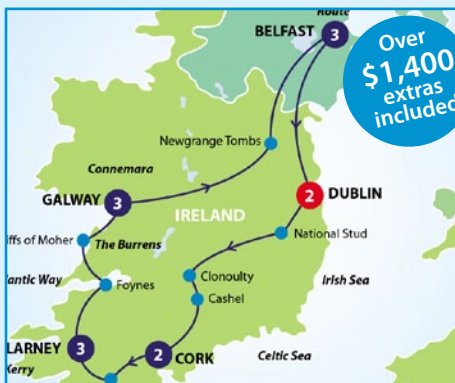 Route
BELFAST
3
Over
$1,400
extras
included
Newgrange Tombs
Connemara
GALWAY
3
2
DUBLIN
IRELAND
National Stud
iffs of Moher
The Burrens
antic Way
Foynes
Clonoulty
Cashel
Irish Sea
LARNEY
3
2
CORK
Kerry
Celtic Sea